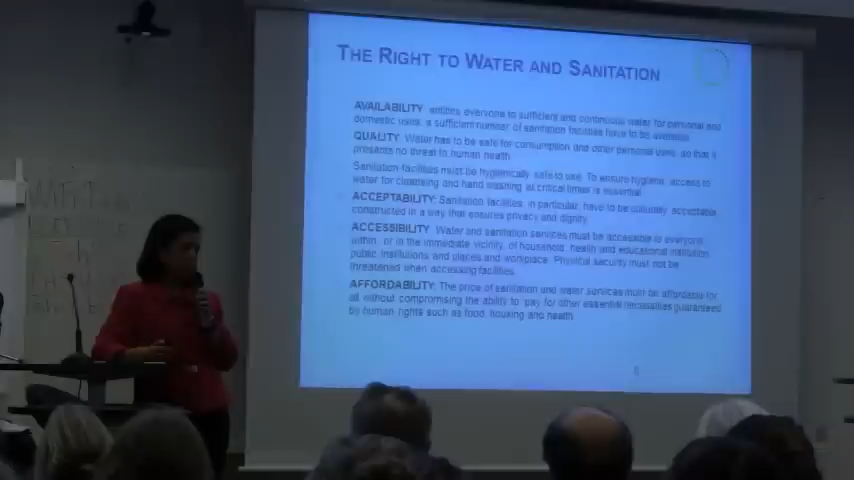 THE RIGHT TO WATER AND SANITATION
AVAILABILITY: entitles everyone to sufficient and continuous water for personal and
domestic uses; a sufficient number of sanitation facilities have to be available.
QUALITY: Water has to be safe for consumption and other personal uses, so that it
presents no threat to human health.
Sanitation facilities must be hygienically safe to use. To ensure hygiene, access to
water for cleansing and hand washing at critical times is essential.
ACCEPTABILITY: Sanitation facilities, in particular, have to be culturally acceptable
constructed in a way that ensures privacy and dignity.
ACCESSIBILITY: Water and sanitation services must be accessible to everyone
within, or in the immediate vicinity, of household, health and educational institution,
public institutions and places and workplace. Physical security must not be
threatened when accessing facilities.
AFFORDABILITY: The price of sanitation and water services must be affordable for
all without compromising the ability to pay for other essential necessities guaranteed
by human rights such as food, housing and health.